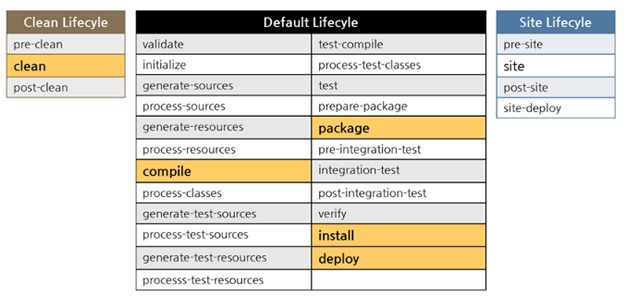 Clean Lifecyle
pre-clean
clean
post-clean
Default Lifecyle
validate
initialize
generate-sources
process-sources
generate-resources
process-resources
compile
process-classes
generate-test-sources
process-test-sources
generate-test-resources
processs-test-resources
test-compile
process-test-classes
test
prepare-package
package
pre-integration-test
integration-test
post-integration-test
verify
install
deploy
Site Lifecyle
pre-site
site
post-site
site-deploy